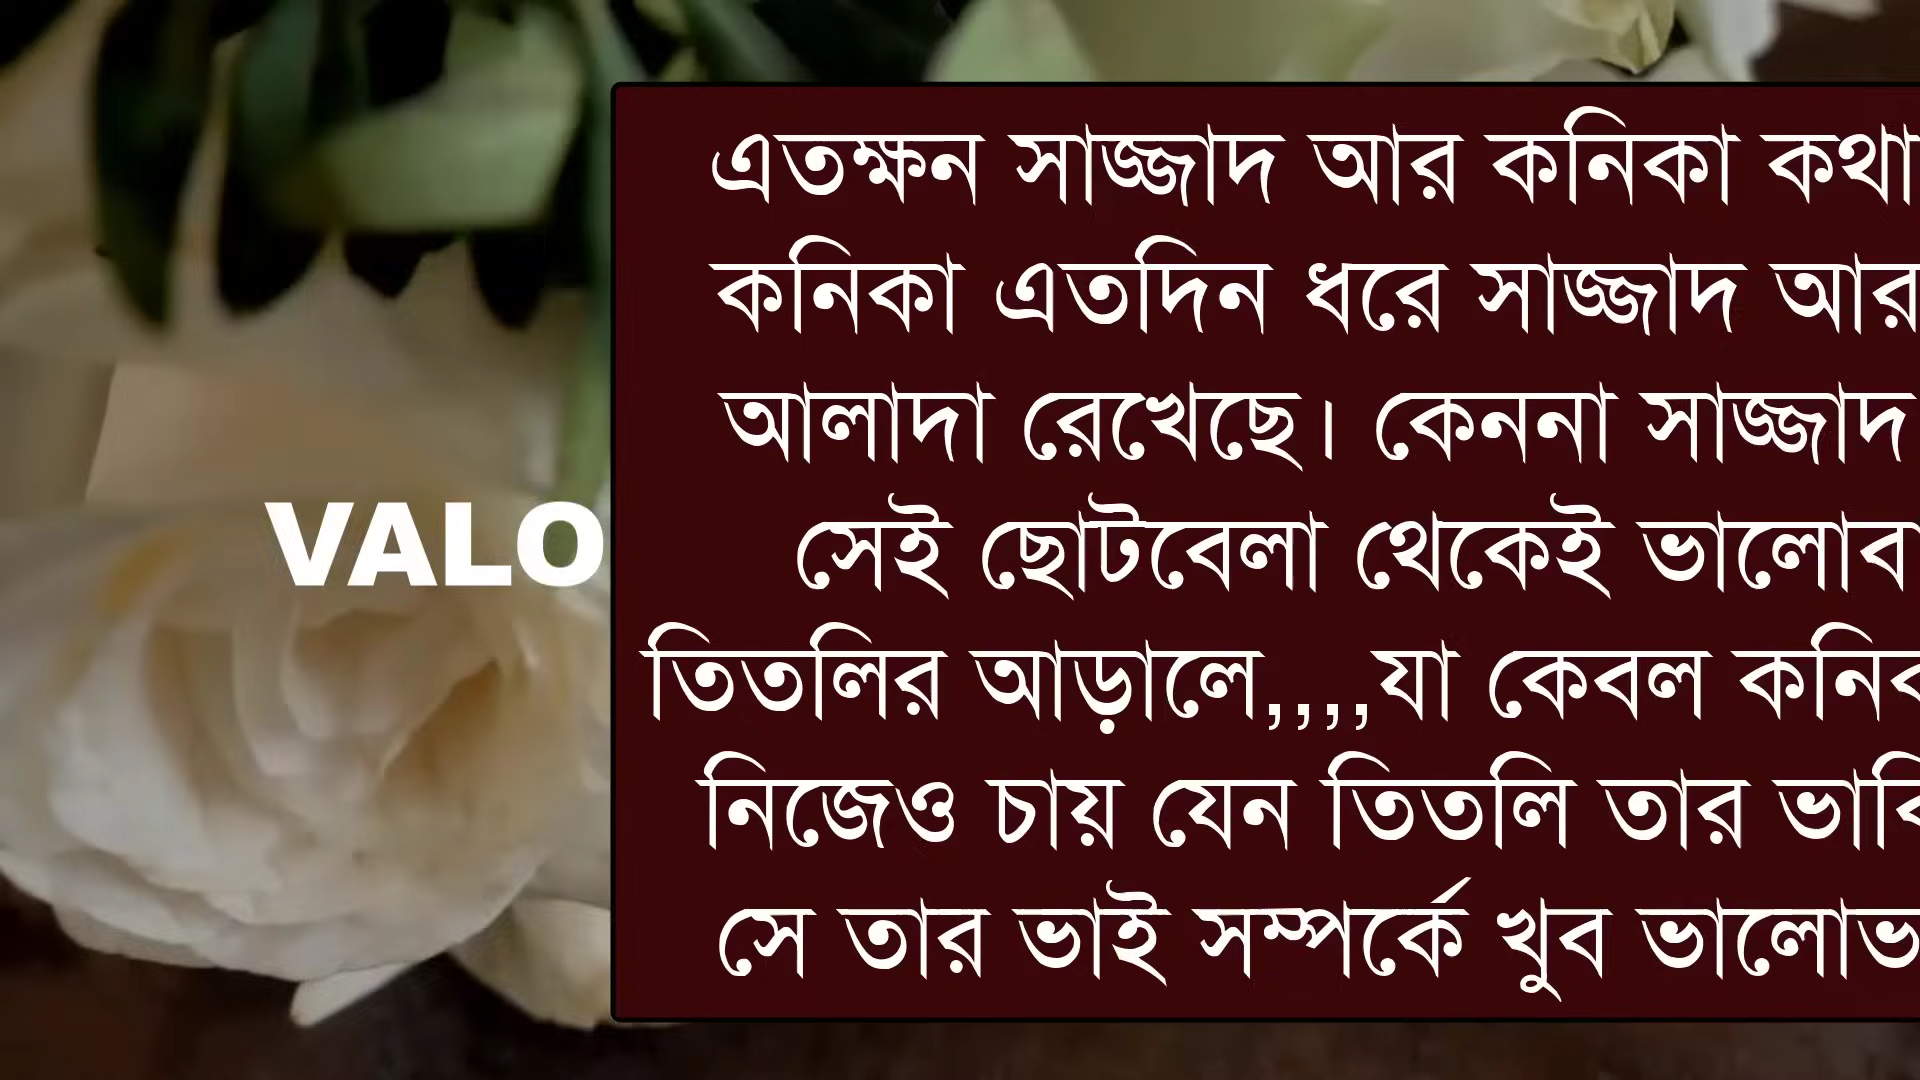 এতক্ষন সাজ্জাদ আর কনিকা কথা
কনিকা এতদিন ধরে সাজ্জাদ আর
আলাদা রেখেছে। কেননা সাজ্জাদ
সেই ছোটবেলা থেকেই
VALO
তিতলির আড়ালে,,,,যা কেবল
নিজেও চায় যেন তিতলি তার
সে তার ভাই সম্পর্কে খুব